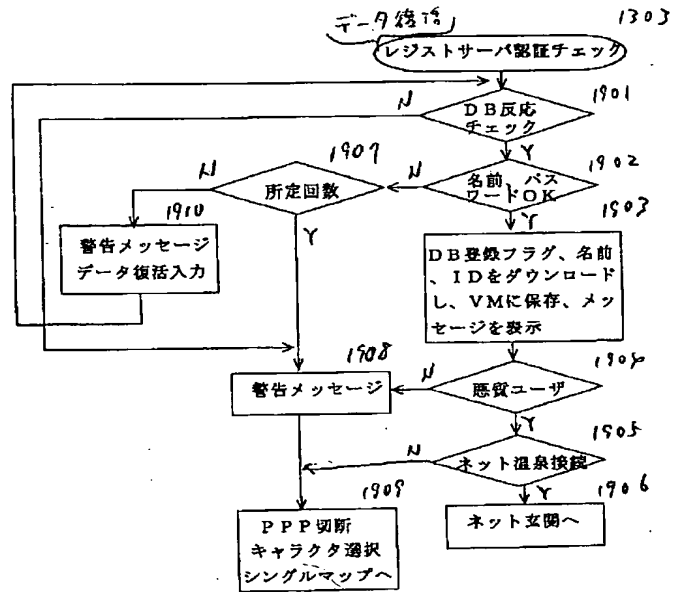 データ復活
1303
レジストサーバ認証チェック
N
1901
DB反応
チェック
Y
1907
N
所定回数
N
1902
名前、パス
ワードOK
1910
Y
Y
1903
警告メッセージ
データ復活入力
DB登録フラグ、名前
、IDをダウンロード
し、VMに保存、メッ
セージを表示
1908
警告メッセージ
N
1904
悪質ユーザ
Y
1905
N
ネット温泉接続
1909
Y
1906
PPP切断
キャラクタ選択
シングルマップへ
ネット玄関へ